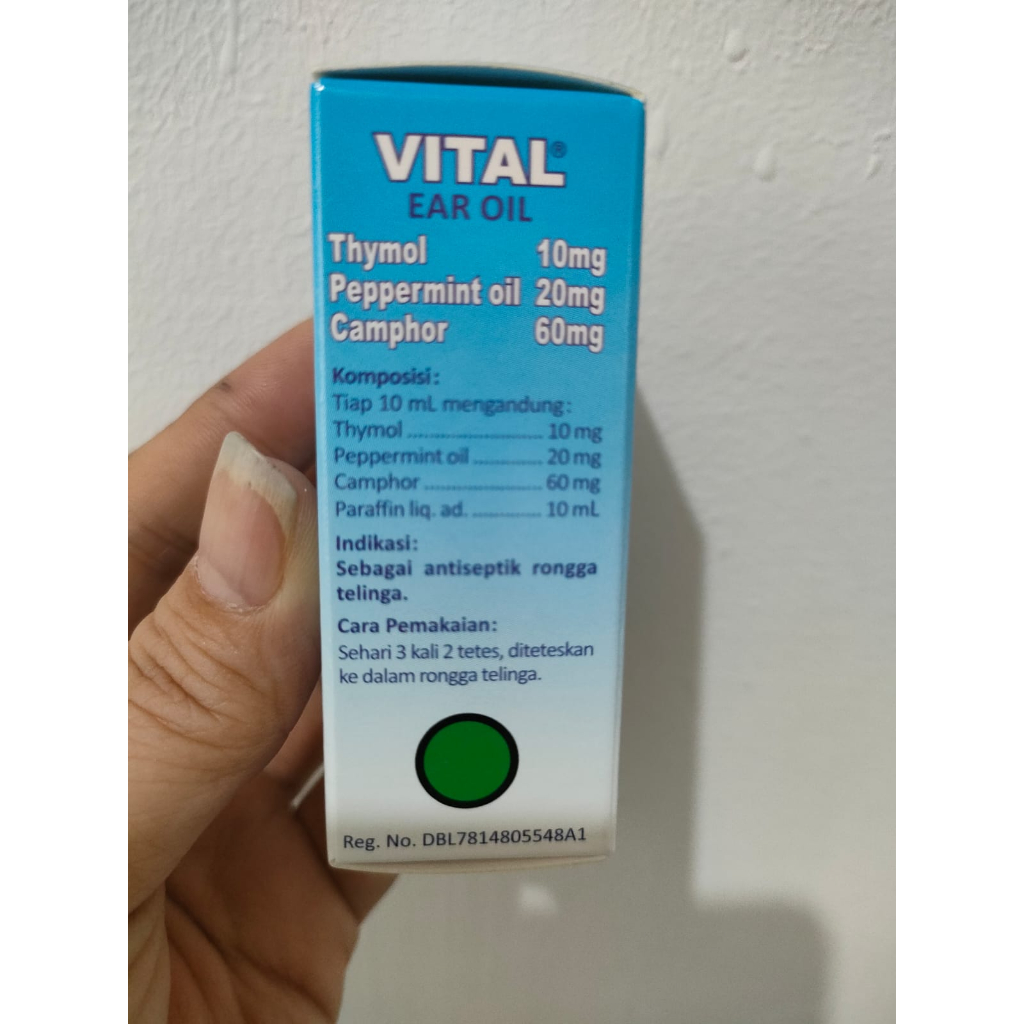 VITAL®
EAR OIL
Thymol 10mg
Peppermint oil 20mg
Camphor 60mg
Komposisi:
Tiap 10 mL mengandung:
Thymol ........................ 10 mg
Peppermint oil ............ 20 mg
Camphor ..................... 60 mg
Paraffin liq. ad. ............ 10 mL
Indikasi:
Sebagai antiseptik rongga
telinga.
Cara Pemakaian:
Sehari 3 kali 2 tetes, diteteskan
ke dalam rongga telinga.
Reg. No. DBL7814805548A1